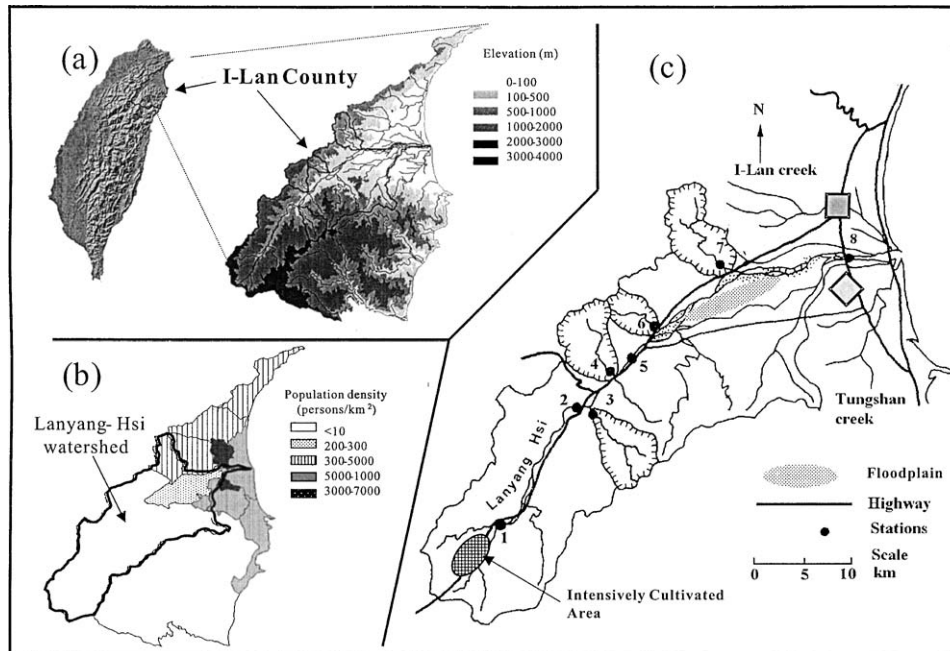 (a)
I-Lan County
Elevation (m)
0-100
100-500
500-1000
1000-2000
2000-3000
3000-4000
(b)
Lanyang- Hsi
watershed
Population density
(persons/km²)
<10
200-300
300-5000
5000-1000
3000-7000
(c)
N
I-Lan creek
7
8
6
4
5
2
3
Lanyang Hsi
1
Tungshan
creek
Floodplain
Highway
Stations
Scale
0 5 10
km
Intensively Cultivated
Area